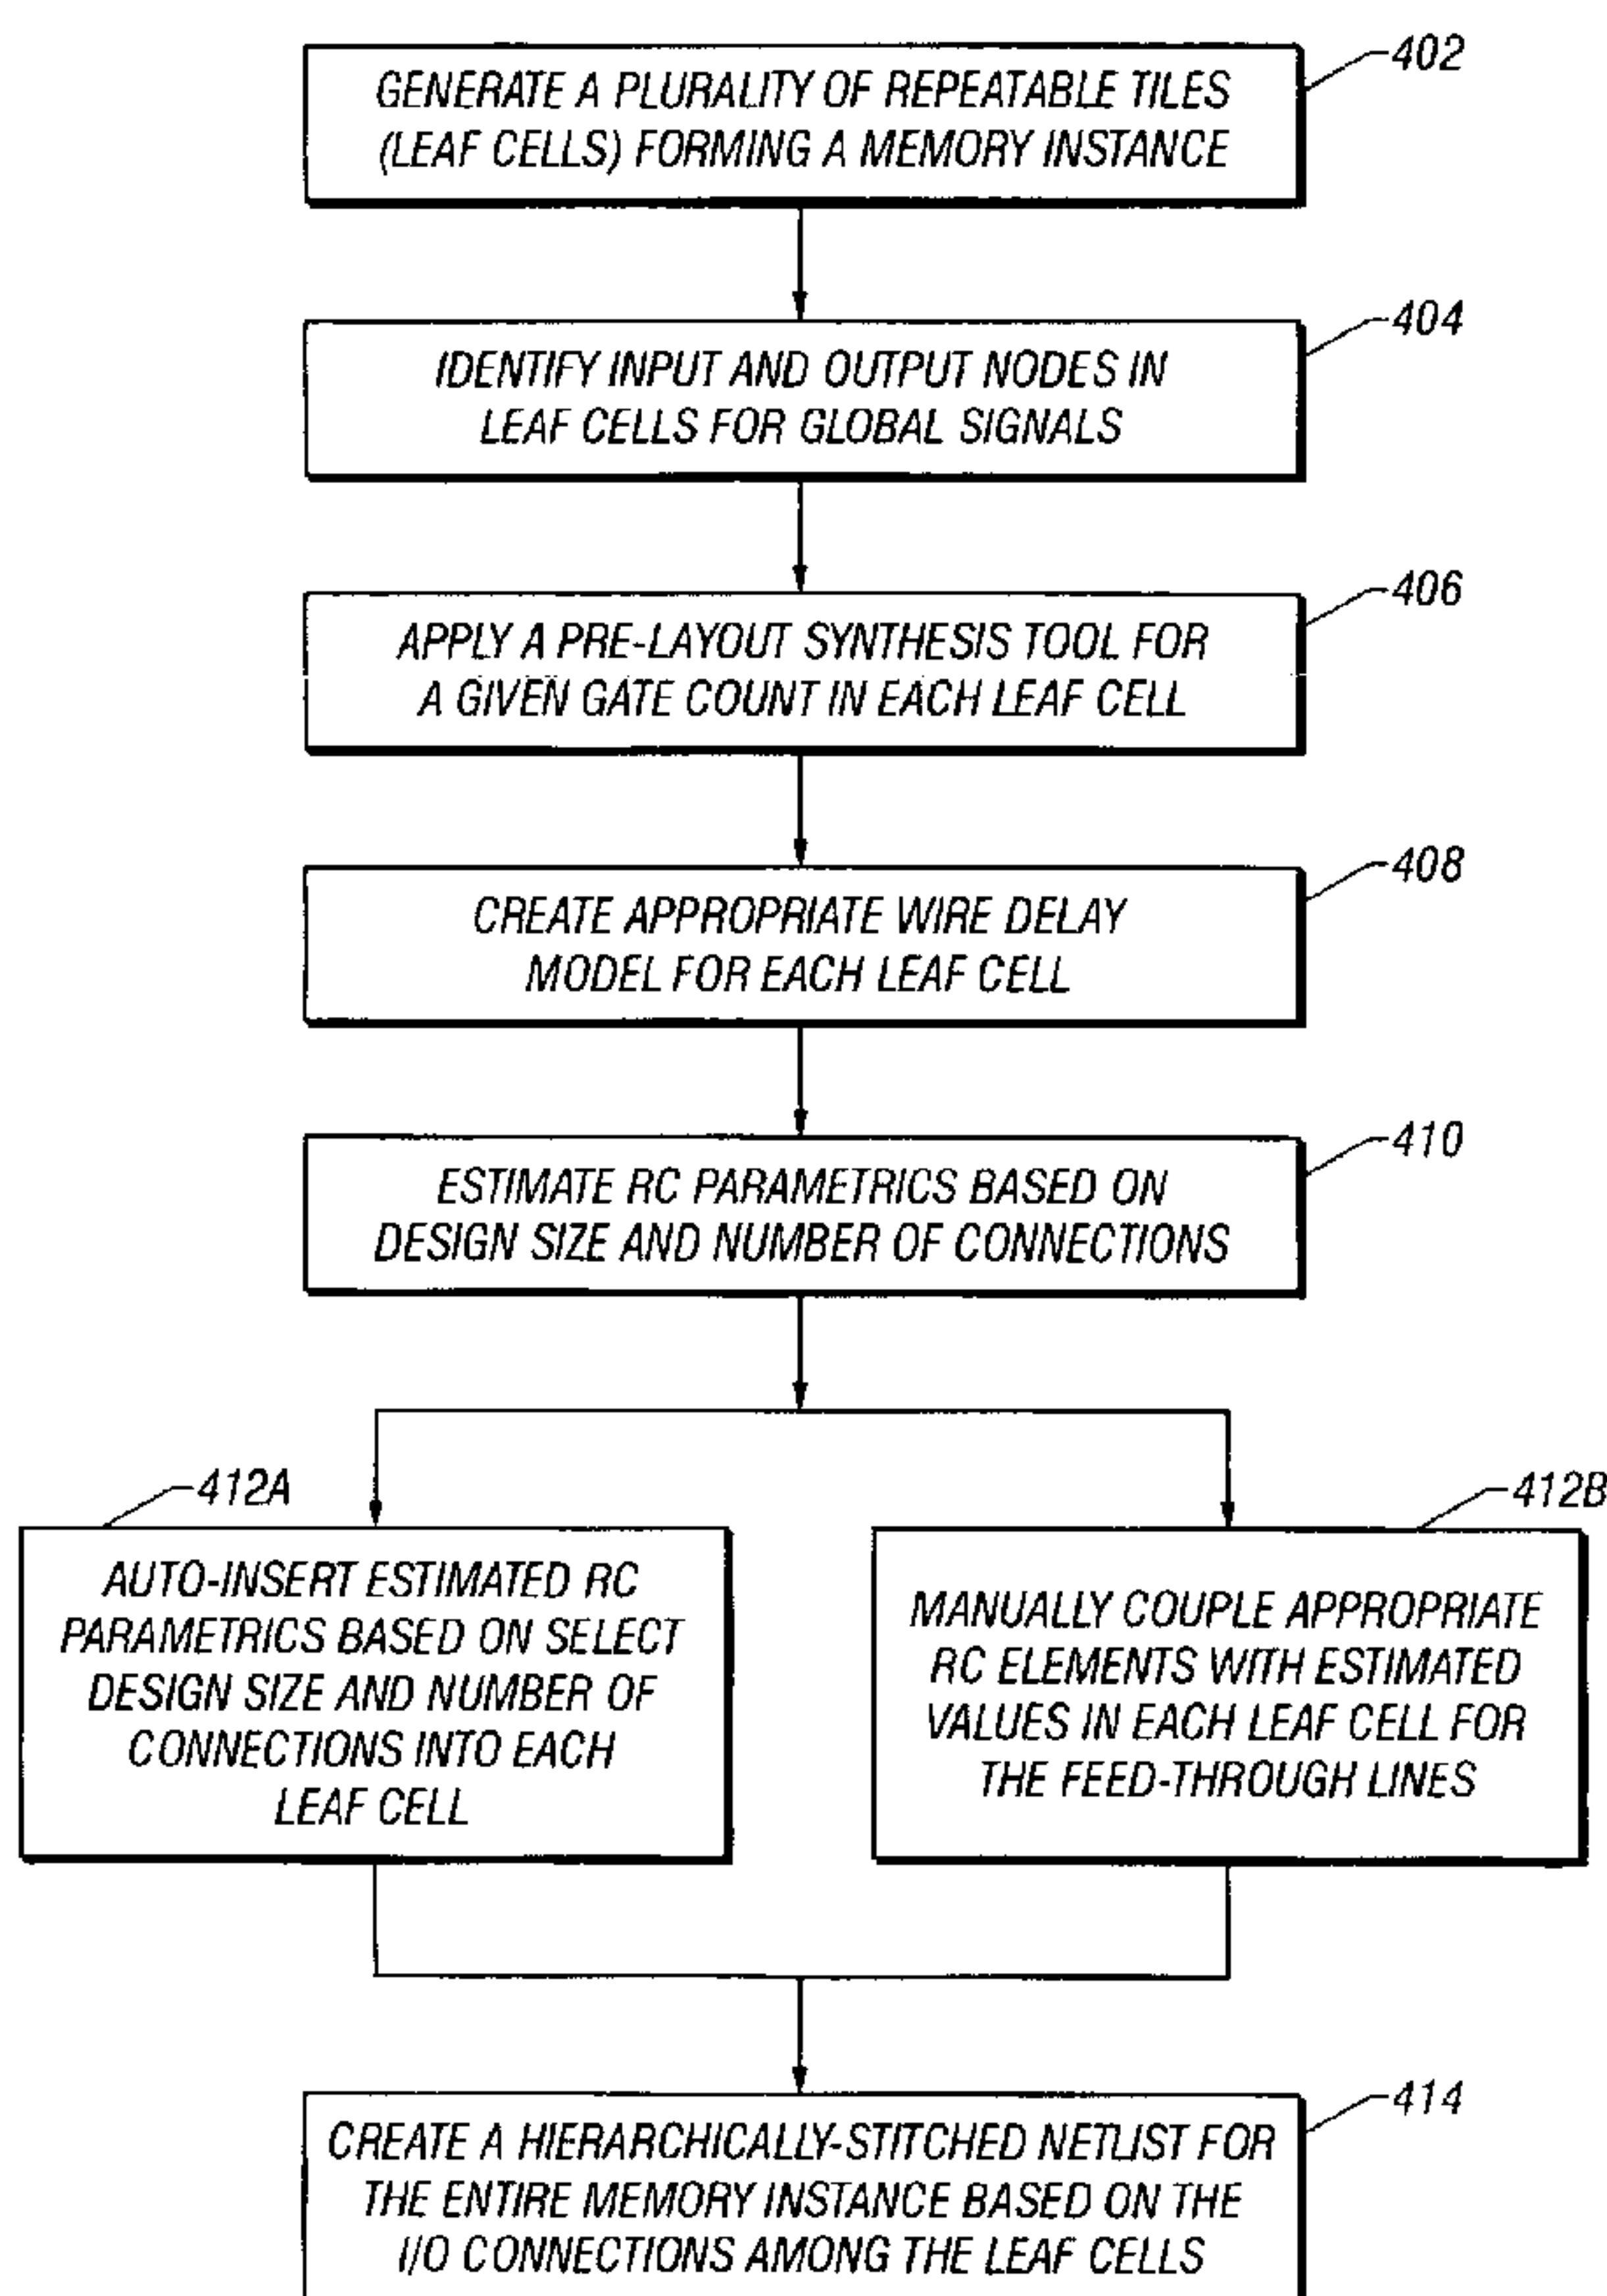 402
GENERATE A PLURALITY OF REPEATABLE TILES
(LEAF CELLS) FORMING A MEMORY INSTANCE
404
IDENTIFY INPUT AND OUTPUT NODES IN
LEAF CELLS FOR GLOBAL SIGNALS
406
APPLY A PRE-LAYOUT SYNTHESIS TOOL FOR
A GIVEN GATE COUNT IN EACH LEAF CELL
408
CREATE APPROPRIATE WIRE DELAY
MODEL FOR EACH LEAF CELL
410
ESTIMATE RC PARAMETRICS BASED ON
DESIGN SIZE AND NUMBER OF CONNECTIONS
412A
AUTO-INSERT ESTIMATED RC
PARAMETRICS BASED ON SELECT
DESIGN SIZE AND NUMBER OF
CONNECTIONS INTO EACH
LEAF CELL
412B
MANUALLY COUPLE APPROPRIATE
RC ELEMENTS WITH ESTIMATED
VALUES IN EACH LEAF CELL FOR
THE FEED-THROUGH LINES
414
CREATE A HIERARCHICALLY-STITCHED NETLIST FOR
THE ENTIRE MEMORY INSTANCE BASED ON THE
I/O CONNECTIONS AMONG THE LEAF CELLS